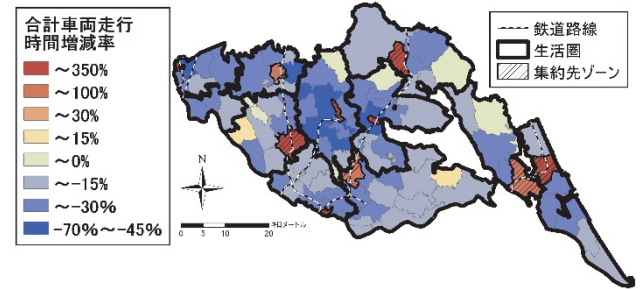 合計車両走行
時間増減率
～350%
～100%
～30%
～15%
～0%
～-15%
～-30%
-70%～-45%
鉄道路線
生活圏
集約先ゾーン
N
0 5 10 20 キロメートル